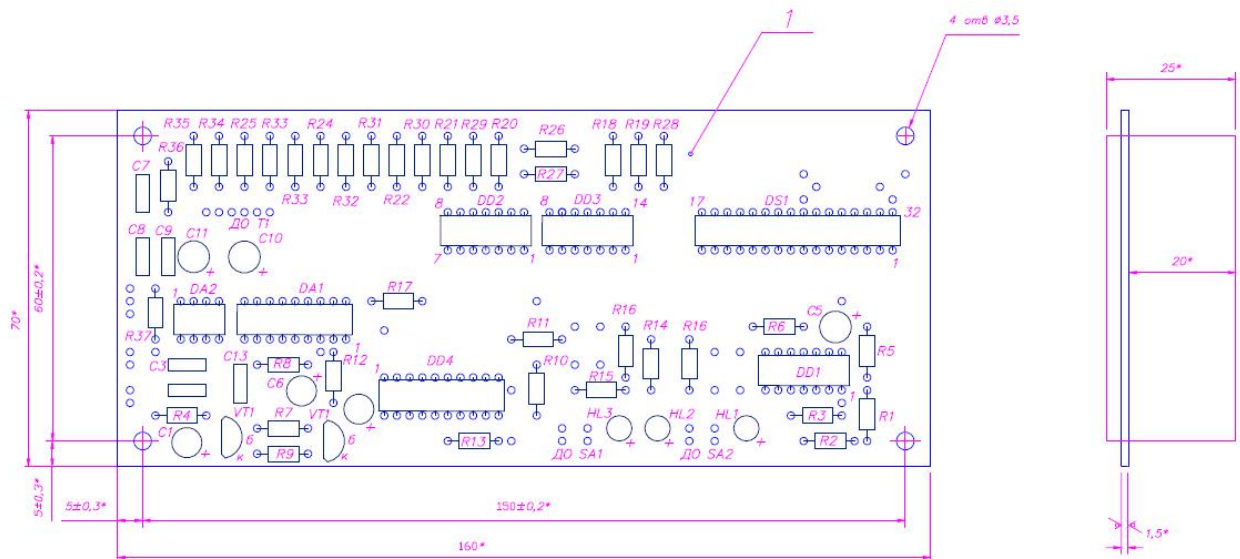 1
4 отв ø3,5
25*
R35 R34 R25 R33 R24 R31 R30 R21 R29 R20
R26
R18 R19 R28
R36
C7
R27
R33 R32 R22
8 DD2
8 DD3 14
17 DS1 32
ДО T1
C8 C9 C11 C10
+ +
7 1
1
1
20*
60±0,2*
70*
1 DA2
DA1
R17
C5
R37
1
R11
R16
R14
R16
R6
+
R5
C3
C13
R8
R12
1 DD4
R10
DD1
C6
+
R15
1
R4
VT1
R7
VT1
+
HL3 HL2 HL1
R3
R1
C1
б
б
R13
+ + +
R2
+
к
R9
к
ДО SA1
ДО SA2
5±0,3*
5±0,3*
150±0,2*
1,5*
160*